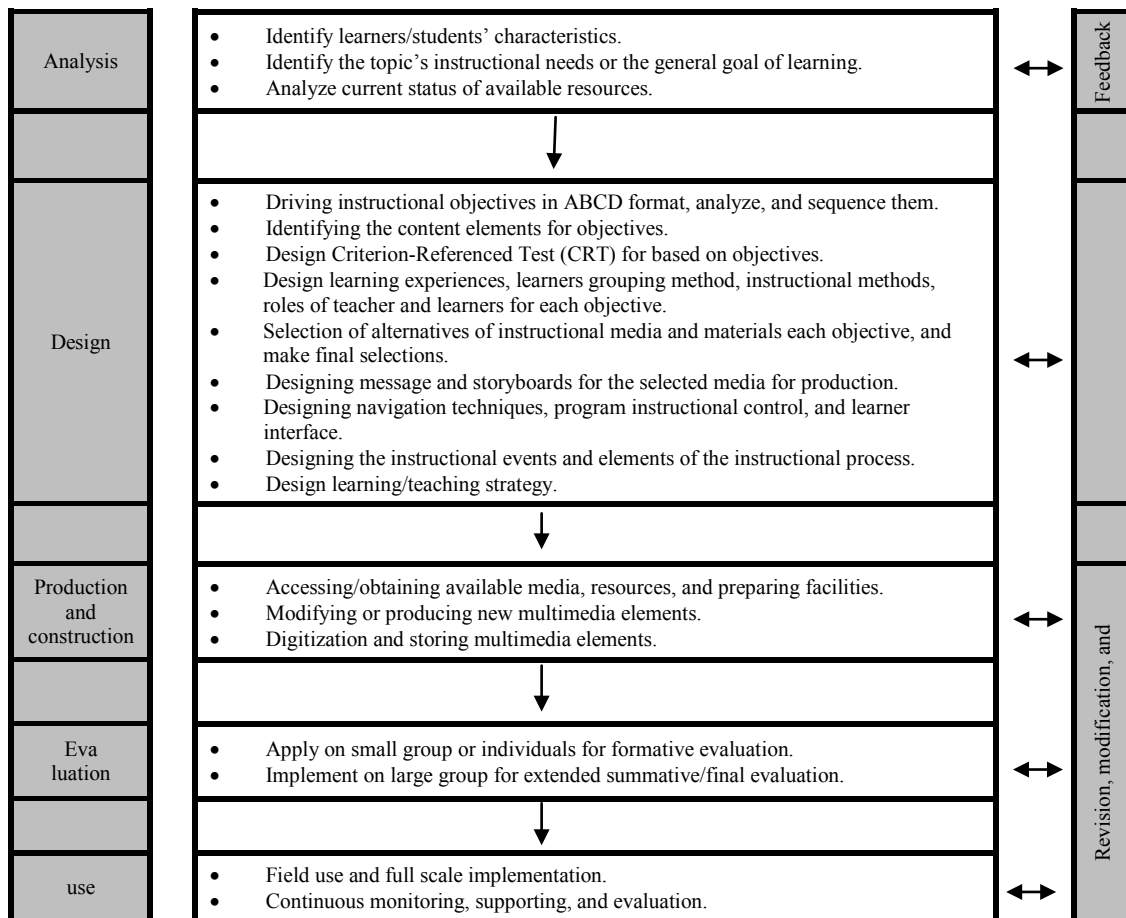 Analysis
• Identify learners/students’ characteristics.
• Identify the topic’s instructional needs or the general goal of learning.
• Analyze current status of available resources.
Feedback
Design
• Driving instructional objectives in ABCD format, analyze, and sequence them.
• Identifying the content elements for objectives.
• Design Criterion-Referenced Test (CRT) for based on objectives.
• Design learning experiences, learners grouping method, instructional methods,
roles of teacher and learners for each objective.
• Selection of alternatives of instructional media and materials each objective, and
make final selections.
• Designing message and storyboards for the selected media for production.
• Designing navigation techniques, program instructional control, and learner
interface.
• Designing the instructional events and elements of the instructional process.
• Design learning/teaching strategy.
Production
and
construction
• Accessing/obtaining available media, resources, and preparing facilities.
• Modifying or producing new multimedia elements.
• Digitization and storing multimedia elements.
Revision, modification, and
Eva
luation
• Apply on small group or individuals for formative evaluation.
• Implement on large group for extended summative/final evaluation.
use
• Field use and full scale implementation.
• Continuous monitoring, supporting, and evaluation.